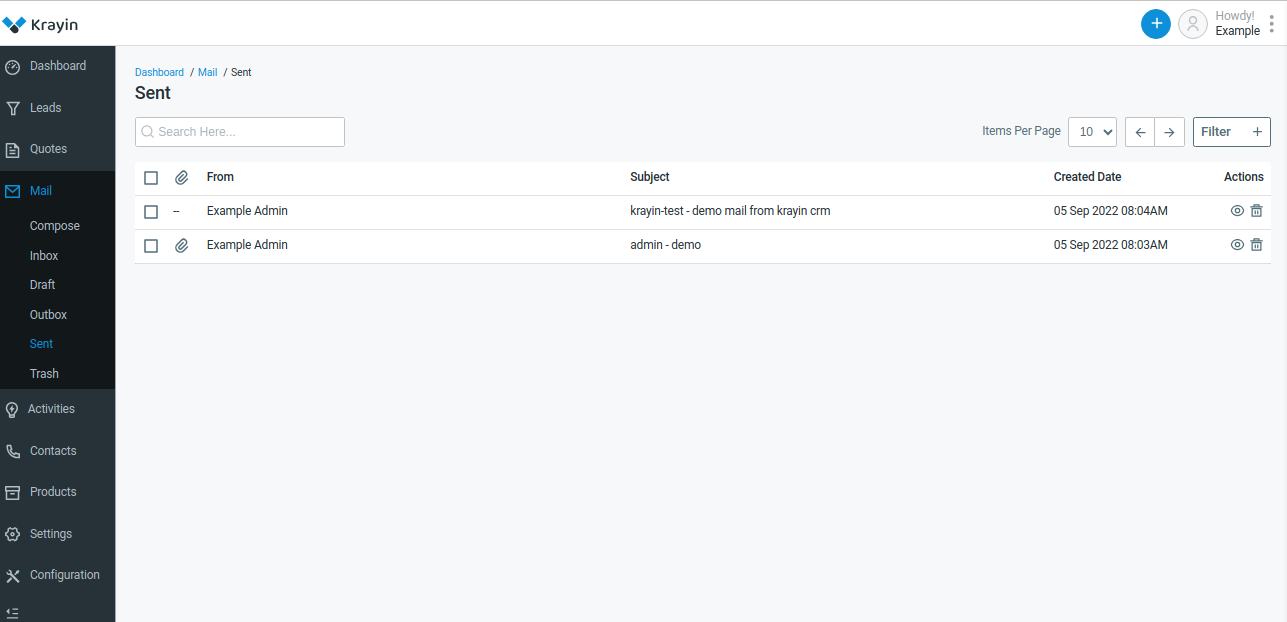 Krayin
Howdy!
Example
Dashboard
Leads
Quotes
Mail
Compose
Inbox
Draft
Outbox
Sent
Trash
Activities
Contacts
Products
Settings
Configuration
Dashboard / Mail / Sent
Sent
Search Here...
Items Per Page 10 Filter +
From Subject Created Date Actions
-- Example Admin krayin-test - demo mail from krayin crm 05 Sep 2022 08:04AM
Example Admin admin - demo 05 Sep 2022 08:03AM